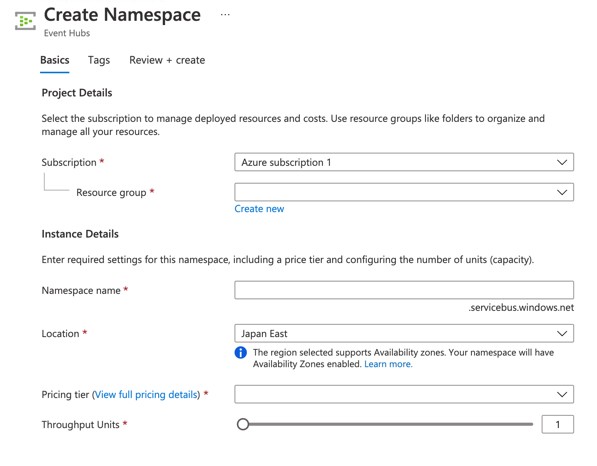 Create Namespace ...
Event Hubs
Basics Tags Review + create
Project Details
Select the subscription to manage deployed resources and costs. Use resource groups like folders to organize and
manage all your resources.
Subscription * Azure subscription 1
Resource group *
Create new
Instance Details
Enter required settings for this namespace, including a price tier and configuring the number of units (capacity).
Namespace name *
.servicebus.windows.net
Location * Japan East
The region selected supports Availability zones. Your namespace will have
Availability Zones enabled. Learn more.
Pricing tier (View full pricing details) *
Throughput Units * 1